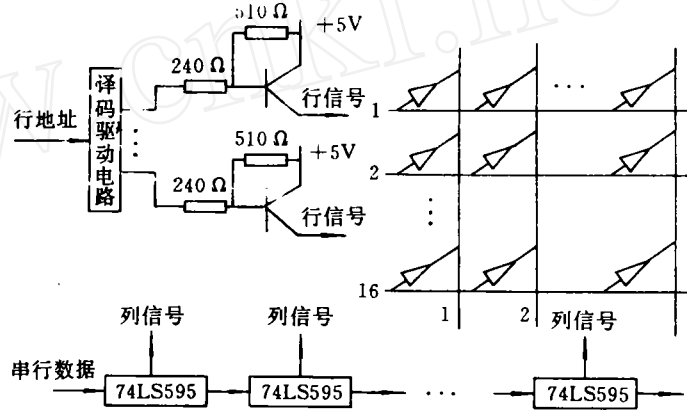 510 Ω
+5V
240 Ω
行信号
行地址
译码驱动电路
510 Ω
+5V
240 Ω
行信号
1
...
2
16
1
2
列信号
列信号
列信号
串行数据
74LS595
74LS595
...
74LS595